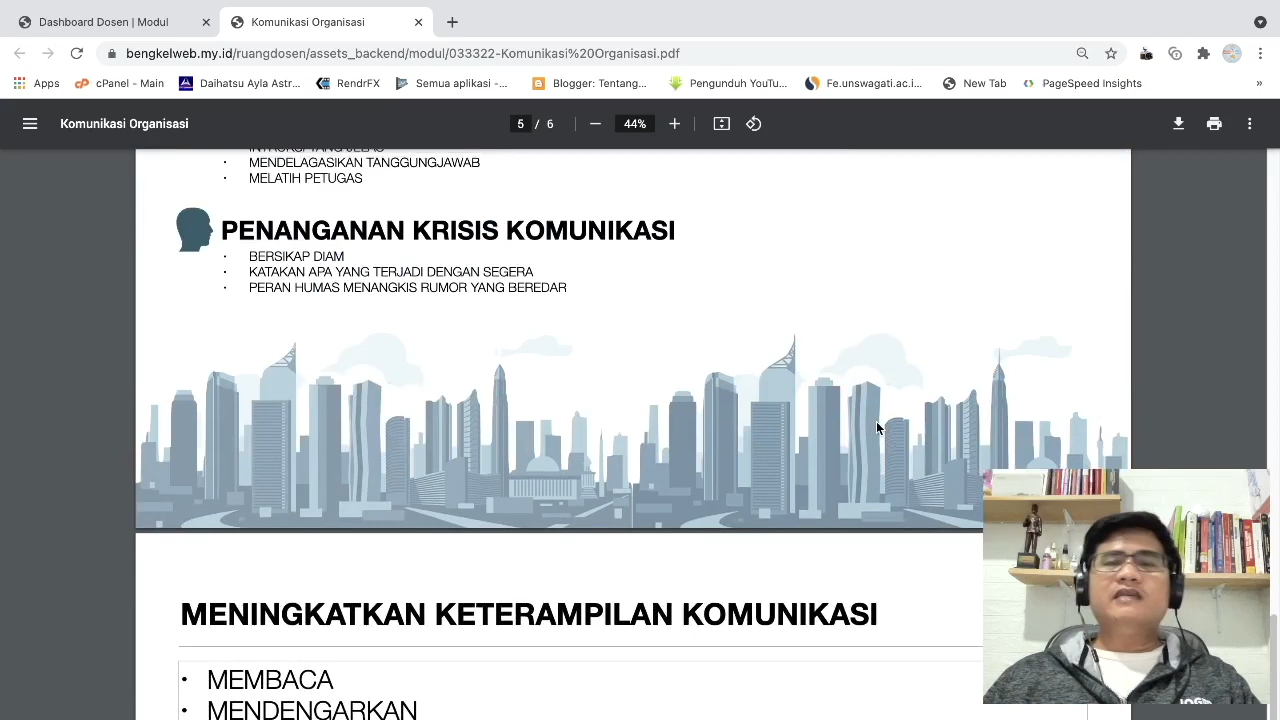 Dashboard Dosen | Modul
Komunikasi Organisasi
bengkelweb.my.id/ruangdosen/assets_backend/modul/033322-Komunikasi%20Organisasi.pdf
Apps
cPanel - Main
Daihatsu Ayla Astr...
RendrFX
Semua aplikasi -...
Blogger: Tentang...
Pengunduh YouTu...
Fe.unswagati.ac.i...
New Tab
PageSpeed Insights
»
Komunikasi Organisasi
5 / 6
44%
· MENDELAGASIKAN TANGGUNGJAWAB
· MELATIH PETUGAS
PENANGANAN KRISIS KOMUNIKASI
· BERSIKAP DIAM
· KATAKAN APA YANG TERJADI DENGAN SEGERA
· PERAN HUMAS MENANGKIS RUMOR YANG BEREDAR
MENINGKATKAN KETERAMPILAN KOMUNIKASI
• MEMBACA
• MENDENGARKAN